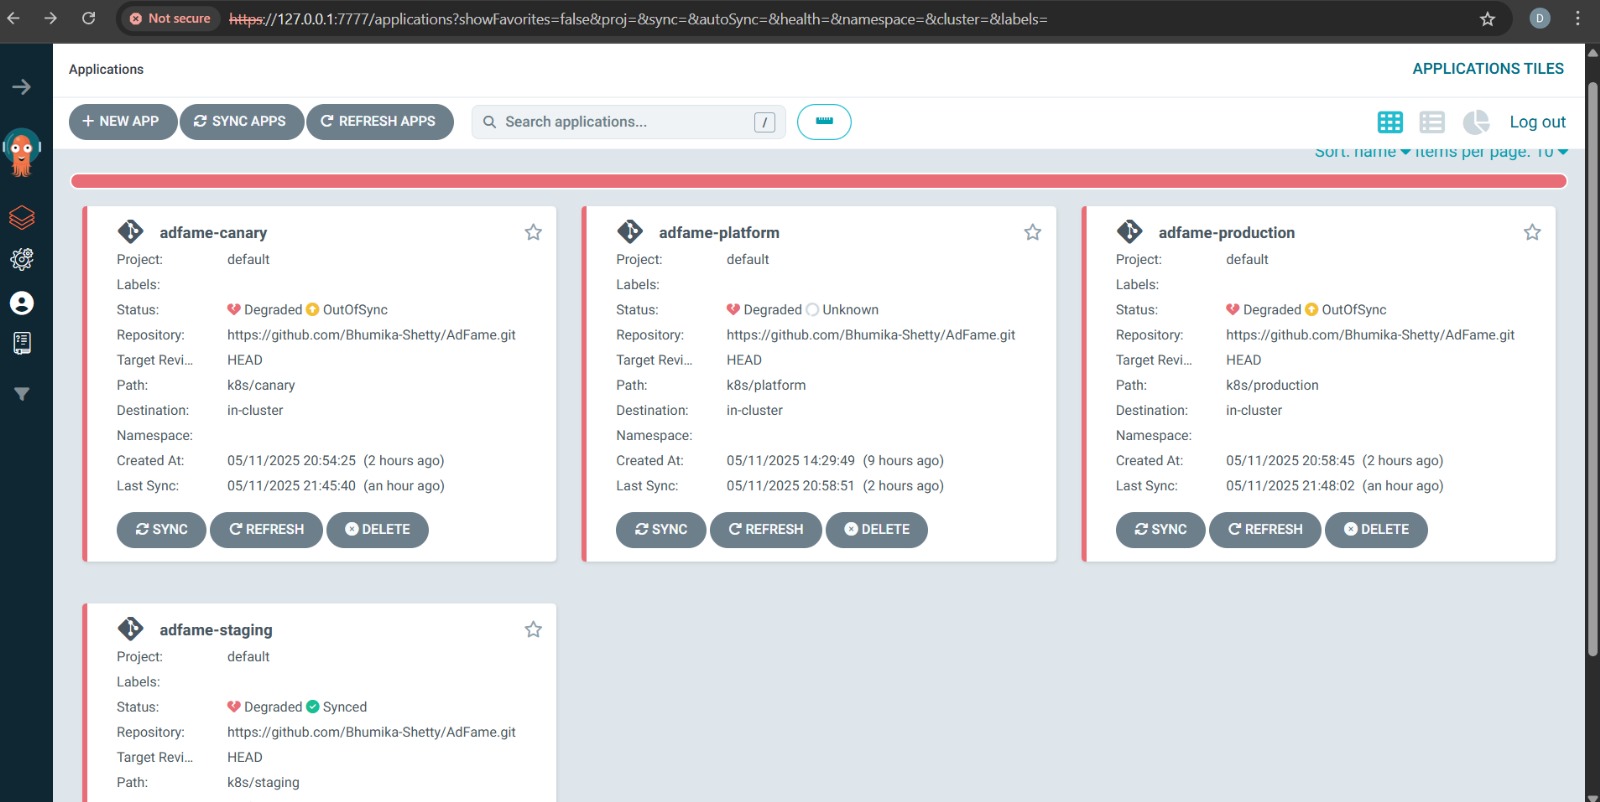 Not secure https://127.0.0.1:7777/applications?showFavorites=false&proj=&sync=&autoSync=&health=&namespace=&cluster=&labels= D
Applications APPLICATIONS TILES
+ NEW APP SYNC APPS REFRESH APPS Search applications... / Log out
Sort: name Items per page: 10
adfame-canary
Project: default
Labels:
Status: Degraded OutOfSync
Repository: https://github.com/Bhumika-Shetty/AdFame.git
Target Revi... HEAD
Path: k8s/canary
Destination: in-cluster
Namespace:
Created At: 05/11/2025 20:54:25 (2 hours ago)
Last Sync: 05/11/2025 21:45:40 (an hour ago)
SYNC REFRESH DELETE
adfame-platform
Project: default
Labels:
Status: Degraded Unknown
Repository: https://github.com/Bhumika-Shetty/AdFame.git
Target Revi... HEAD
Path: k8s/platform
Destination: in-cluster
Namespace:
Created At: 05/11/2025 14:29:49 (9 hours ago)
Last Sync: 05/11/2025 20:58:51 (2 hours ago)
SYNC REFRESH DELETE
adfame-production
Project: default
Labels:
Status: Degraded OutOfSync
Repository: https://github.com/Bhumika-Shetty/AdFame.git
Target Revi... HEAD
Path: k8s/production
Destination: in-cluster
Namespace:
Created At: 05/11/2025 20:58:45 (2 hours ago)
Last Sync: 05/11/2025 21:48:02 (an hour ago)
SYNC REFRESH DELETE
adfame-staging
Project: default
Labels:
Status: Degraded Synced
Repository: https://github.com/Bhumika-Shetty/AdFame.git
Target Revi... HEAD
Path: k8s/staging